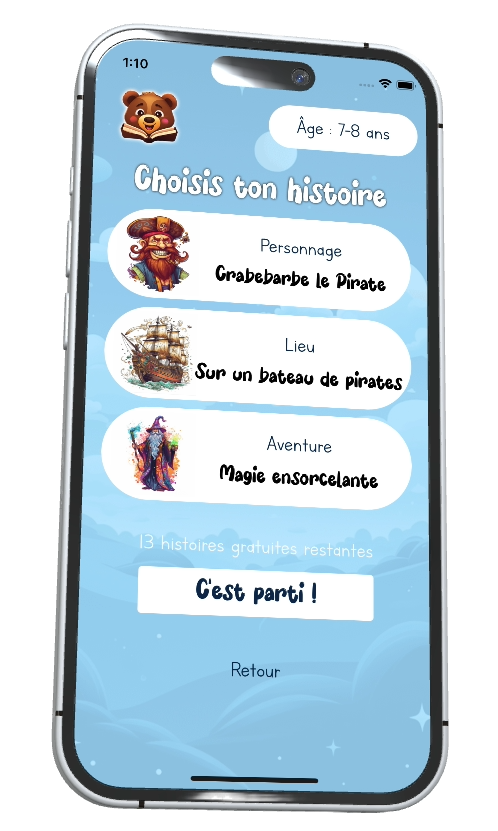 1:10
Âge : 7-8 ans
Choisis ton histoire
Personnage
Crabebarbe le Pirate
Lieu
Sur un bateau de pirates
Aventure
Magie ensorcelante
13 histoires gratuites restantes
C'est parti !
Retour